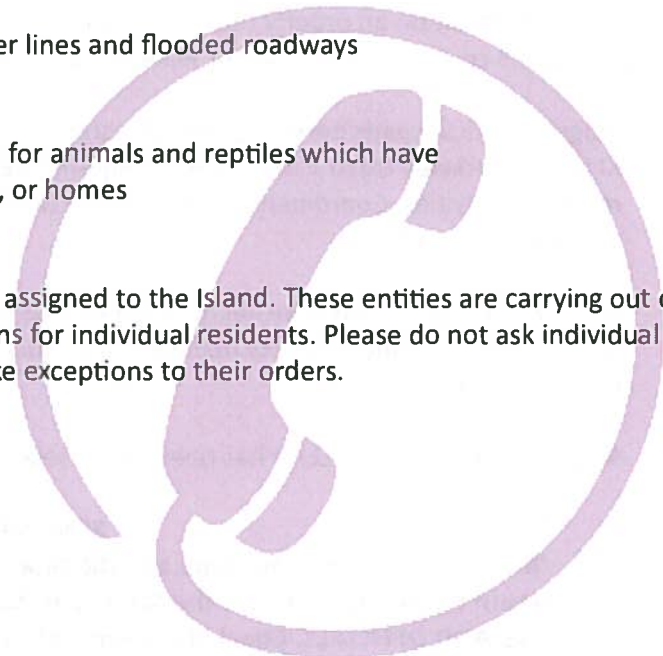 er lines and flooded roadways
for animals and reptiles which have
, or homes
assigned to the Island. These entities are carrying out
ns for individual residents. Please do not ask individual
exceptions to their orders.